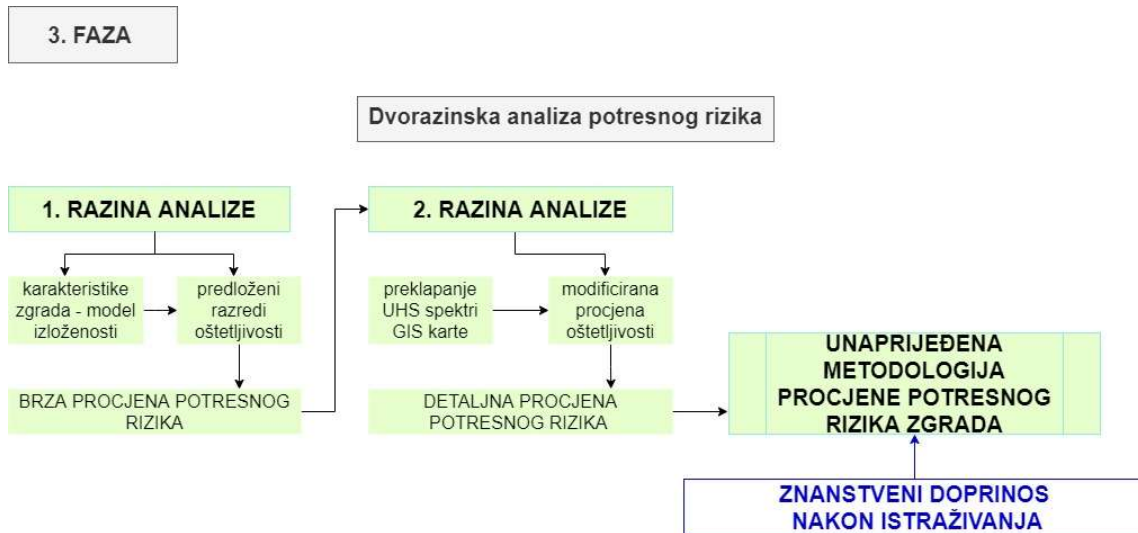 3. FAZA
Dvorazinska analiza potresnog rizika
1. RAZINA ANALIZE
karakteristike
zgrada - model
izloženosti
predloženi
razredi
oštetljivosti
BRZA PROCJENA POTRESNOG
RIZIKA
2. RAZINA ANALIZE
preklapanje
UHS spektri
GIS karte
modificirana
procjena
oštetljivosti
DETALJNA PROCJENA
POTRESNOG RIZIKA
UNAPRIJEĐENA
METODOLOGIJA
PROCJENE POTRESNOG
RIZIKA ZGRADA
ZNANSTVENI DOPRINOS
NAKON ISTRAŽIVANJA